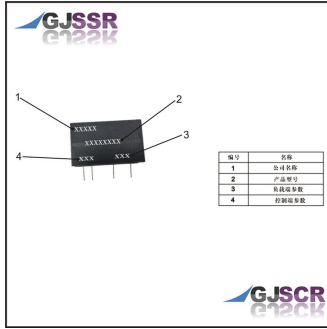 GJSSR
1
XXXXX
2
XXXXXXXX
3
4
XXX XXX
编号 名称
1 公司名称
2 产品型号
3 负载端参数
4 控制端参数
GJSCR